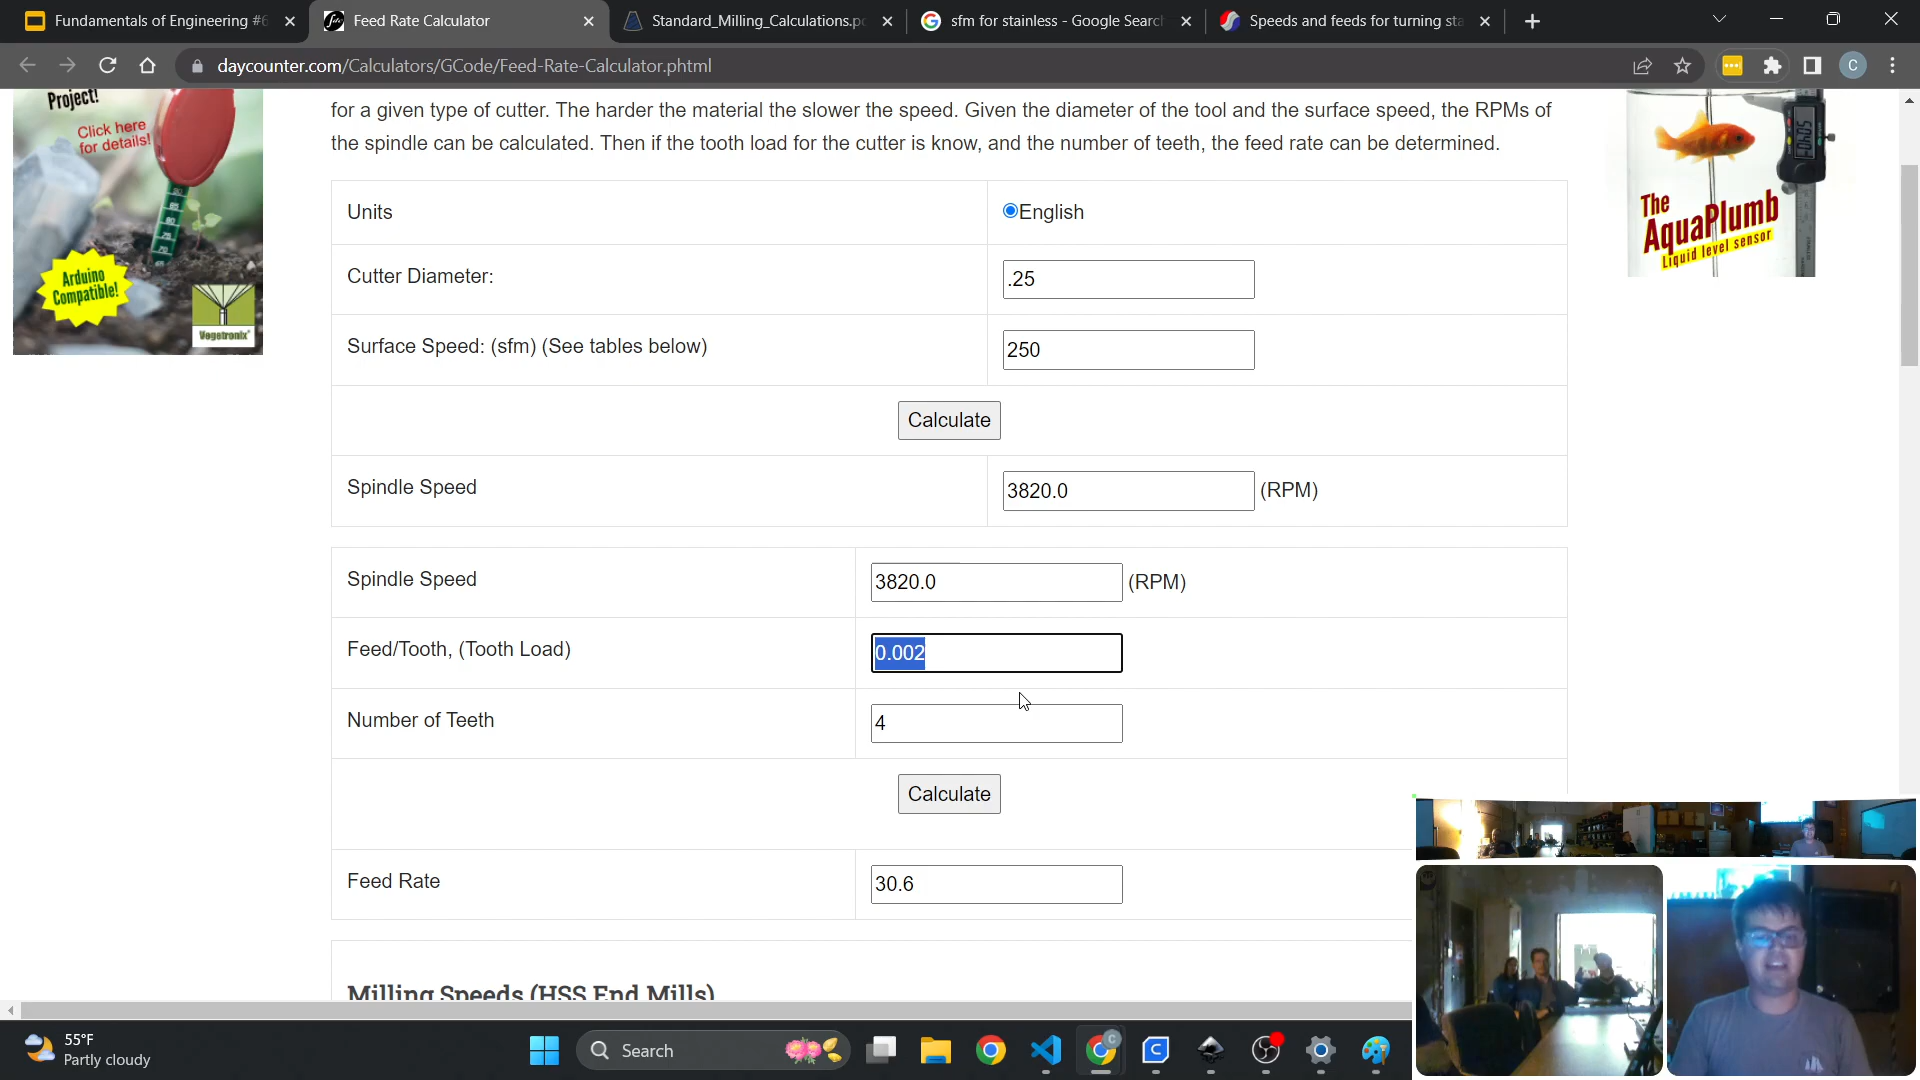 Fundamentals of Engineering #6
Feed Rate Calculator
Standard_Milling_Calculations.pd
sfm for stainless - Google Search
Speeds and feeds for turning sta
daycounter.com/Calculators/GCode/Feed-Rate-Calculator.phtml
C
Project!
Click here
for details!
Arduino
Compatible!
Vegetronix
for a given type of cutter. The harder the material the slower the speed. Given the diameter of the tool and the surface speed, the RPMs of
the spindle can be calculated. Then if the tooth load for the cutter is know, and the number of teeth, the feed rate can be determined.
Units
English
Cutter Diameter:
.25
Surface Speed: (sfm) (See tables below)
250
Calculate
Spindle Speed
3820.0
(RPM)
Spindle Speed
3820.0
(RPM)
Feed/Tooth, (Tooth Load)
0.002
Number of Teeth
4
Calculate
Feed Rate
30.6
Milling Speeds (HSS End Mills)
The
AquaPlumb
Liquid level sensor
55°F
Partly cloudy
Search